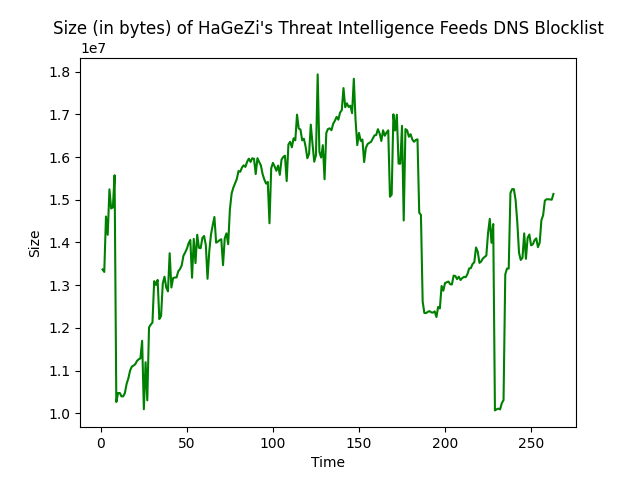 Size (in bytes) of HaGeZi's Threat Intelligence Feeds DNS Blocklist
1e7
1.8
1.7
1.6
1.5
1.4
1.3
1.2
1.1
1.0
Size
0 50 100 150 200 250
Time